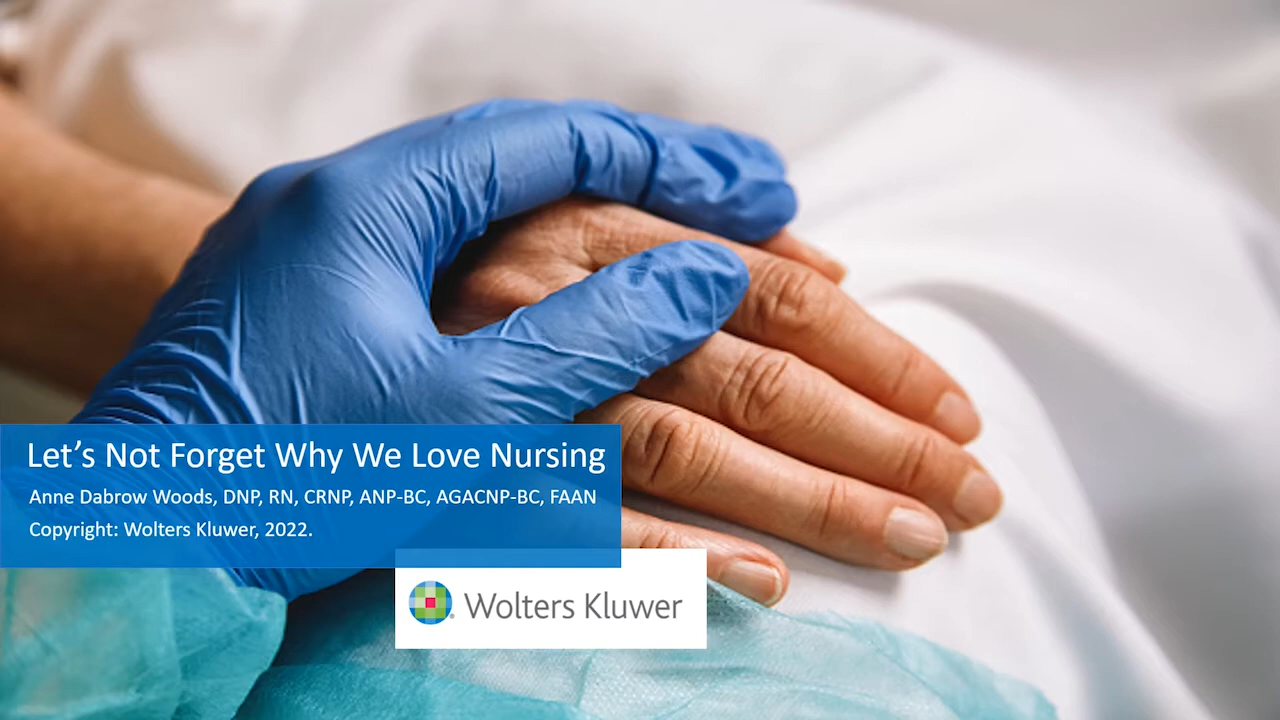 Let’s Not Forget Why We Love Nursing
Anne Dabrow Woods, DNP, RN, CRNP, ANP-BC, AGACNP-BC, FAAN
Copyright: Wolters Kluwer, 2022.
Wolters Kluwer